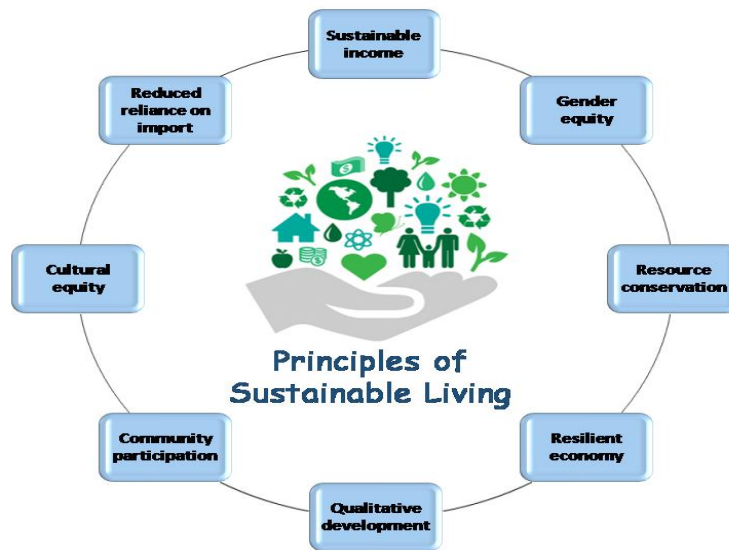 Sustainable
income
Gender
equity
Resource
conservation
Resilient
economy
Qualitative
development
Community
participation
Cultural
equity
Reduced
reliance on
import
Principles of
Sustainable Living